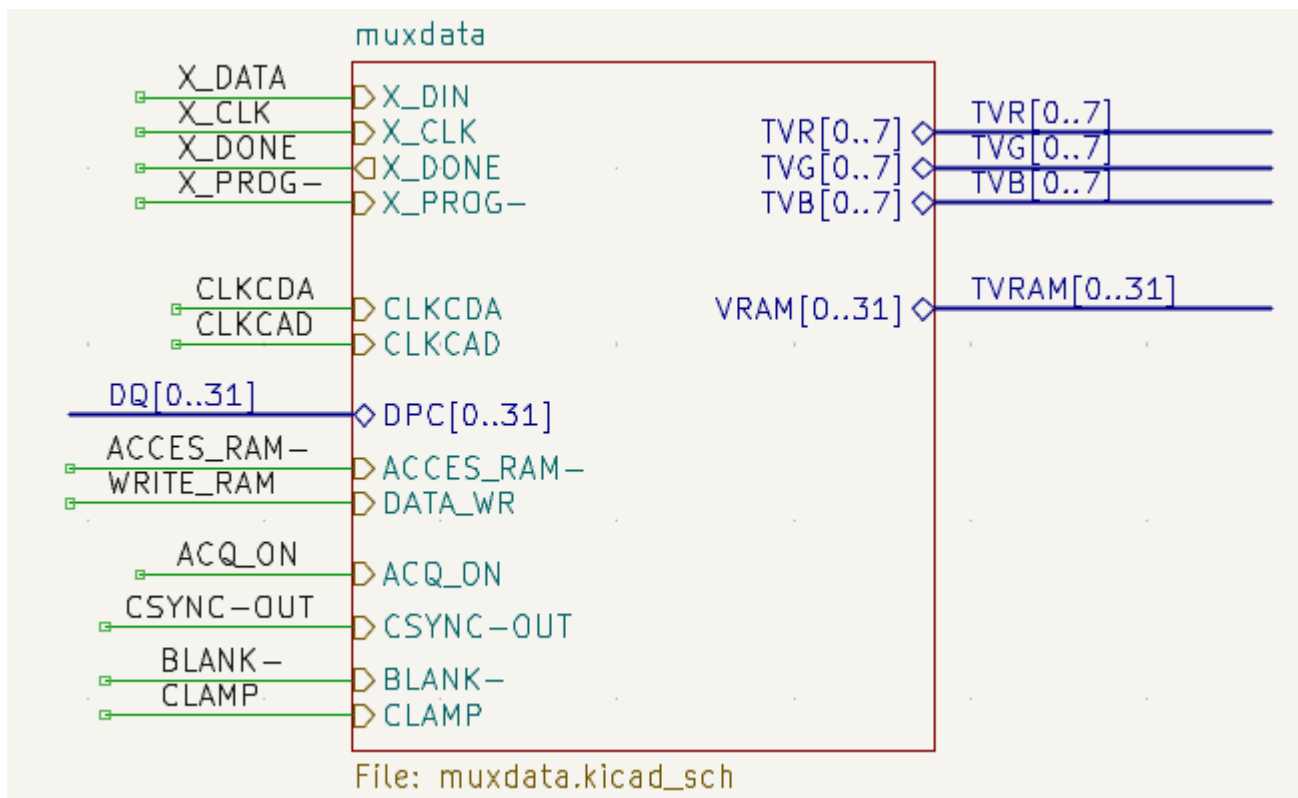 muxdata
X_DATA
X_DIN
X_CLK
X_CLK
X_DONE
X_DONE
X_PROG-
X_PROG-
TVR[0..7]
TVR[0..7]
TVG[0..7]
TVG[0..7]
TVB[0..7]
TVB[0..7]
CLKCDA
CLKCDA
CLKCAD
CLKCAD
VRAM[0..31]
TVRAM[0..31]
DQ[0..31]
DPC[0..31]
ACCES_RAM-
ACCES_RAM-
WRITE_RAM
DATA_WR
ACQ_ON
ACQ_ON
CSYNC-OUT
CSYNC-OUT
BLANK-
BLANK-
CLAMP
CLAMP
File: muxdata.kicad_sch